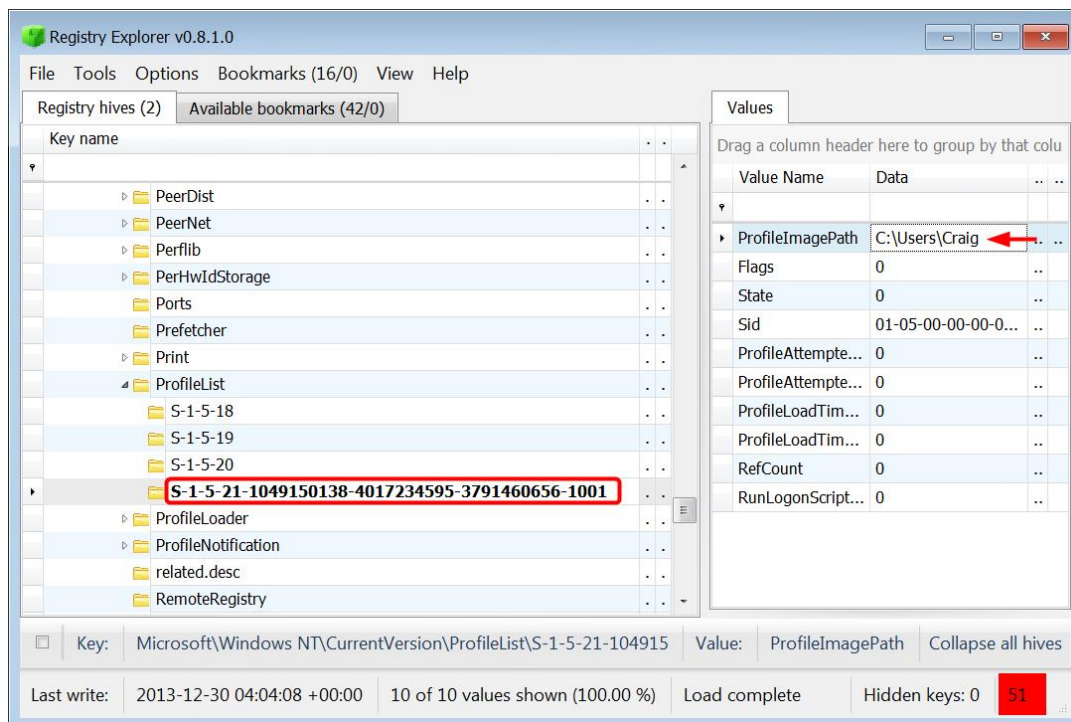 Registry Explorer v0.8.1.0
File Tools Options Bookmarks (16/0) View Help
Registry hives (2) Available bookmarks (42/0)
Key name . .
PeerDist . .
PeerNet . .
Perflib . .
PerHwIdStorage . .
Ports . .
Prefetcher . .
Print . .
ProfileList . .
S-1-5-18 . .
S-1-5-19 . .
S-1-5-20 . .
S-1-5-21-1049150138-4017234595-3791460656-1001 . .
ProfileLoader . .
ProfileNotification . .
related.desc . .
RemoteRegistry . .
Values
Drag a column header here to group by that colu
Value Name Data .. ..
ProfileImagePath C:\Users\Craig .. ..
Flags 0 ..
State 0 ..
Sid 01-05-00-00-00-0... ..
ProfileAttempte... 0 ..
ProfileAttempte... 0 ..
ProfileLoadTim... 0 ..
ProfileLoadTim... 0 ..
RefCount 0 ..
RunLogonScript... 0 ..
Key: Microsoft\Windows NT\CurrentVersion\ProfileList\S-1-5-21-104915 Value: ProfileImagePath Collapse all hives
Last write: 2013-12-30 04:04:08 +00:00 10 of 10 values shown (100.00 %) Load complete Hidden keys: 0 51